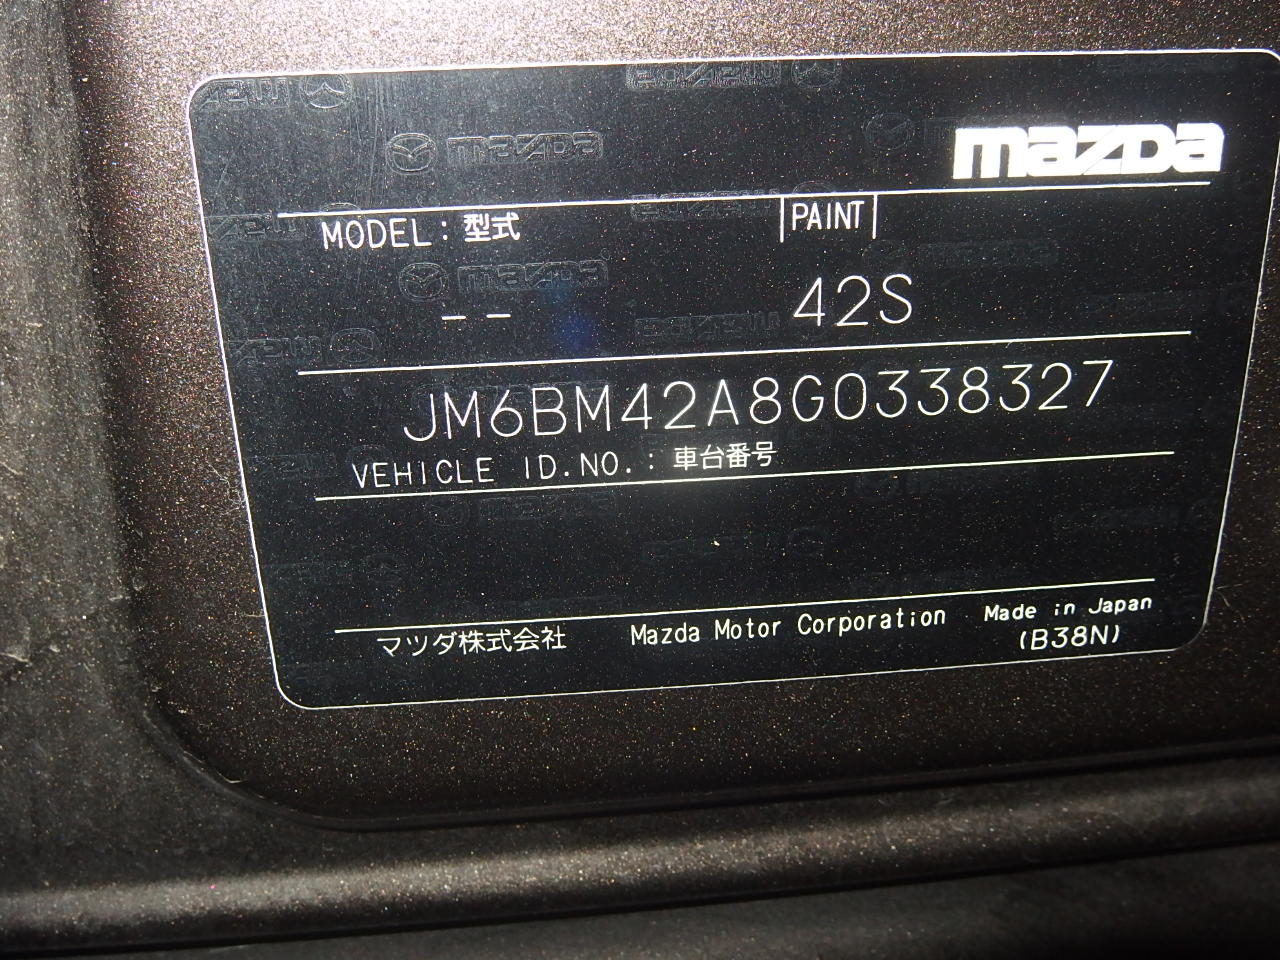 mazda
MODEL: 型式 PAINT
-- 42S
JM6BM42A8G0338327
VEHICLE ID.NO.: 車台番号
マツダ株式会社 Mazda Motor Corporation Made in Japan
(B38N)